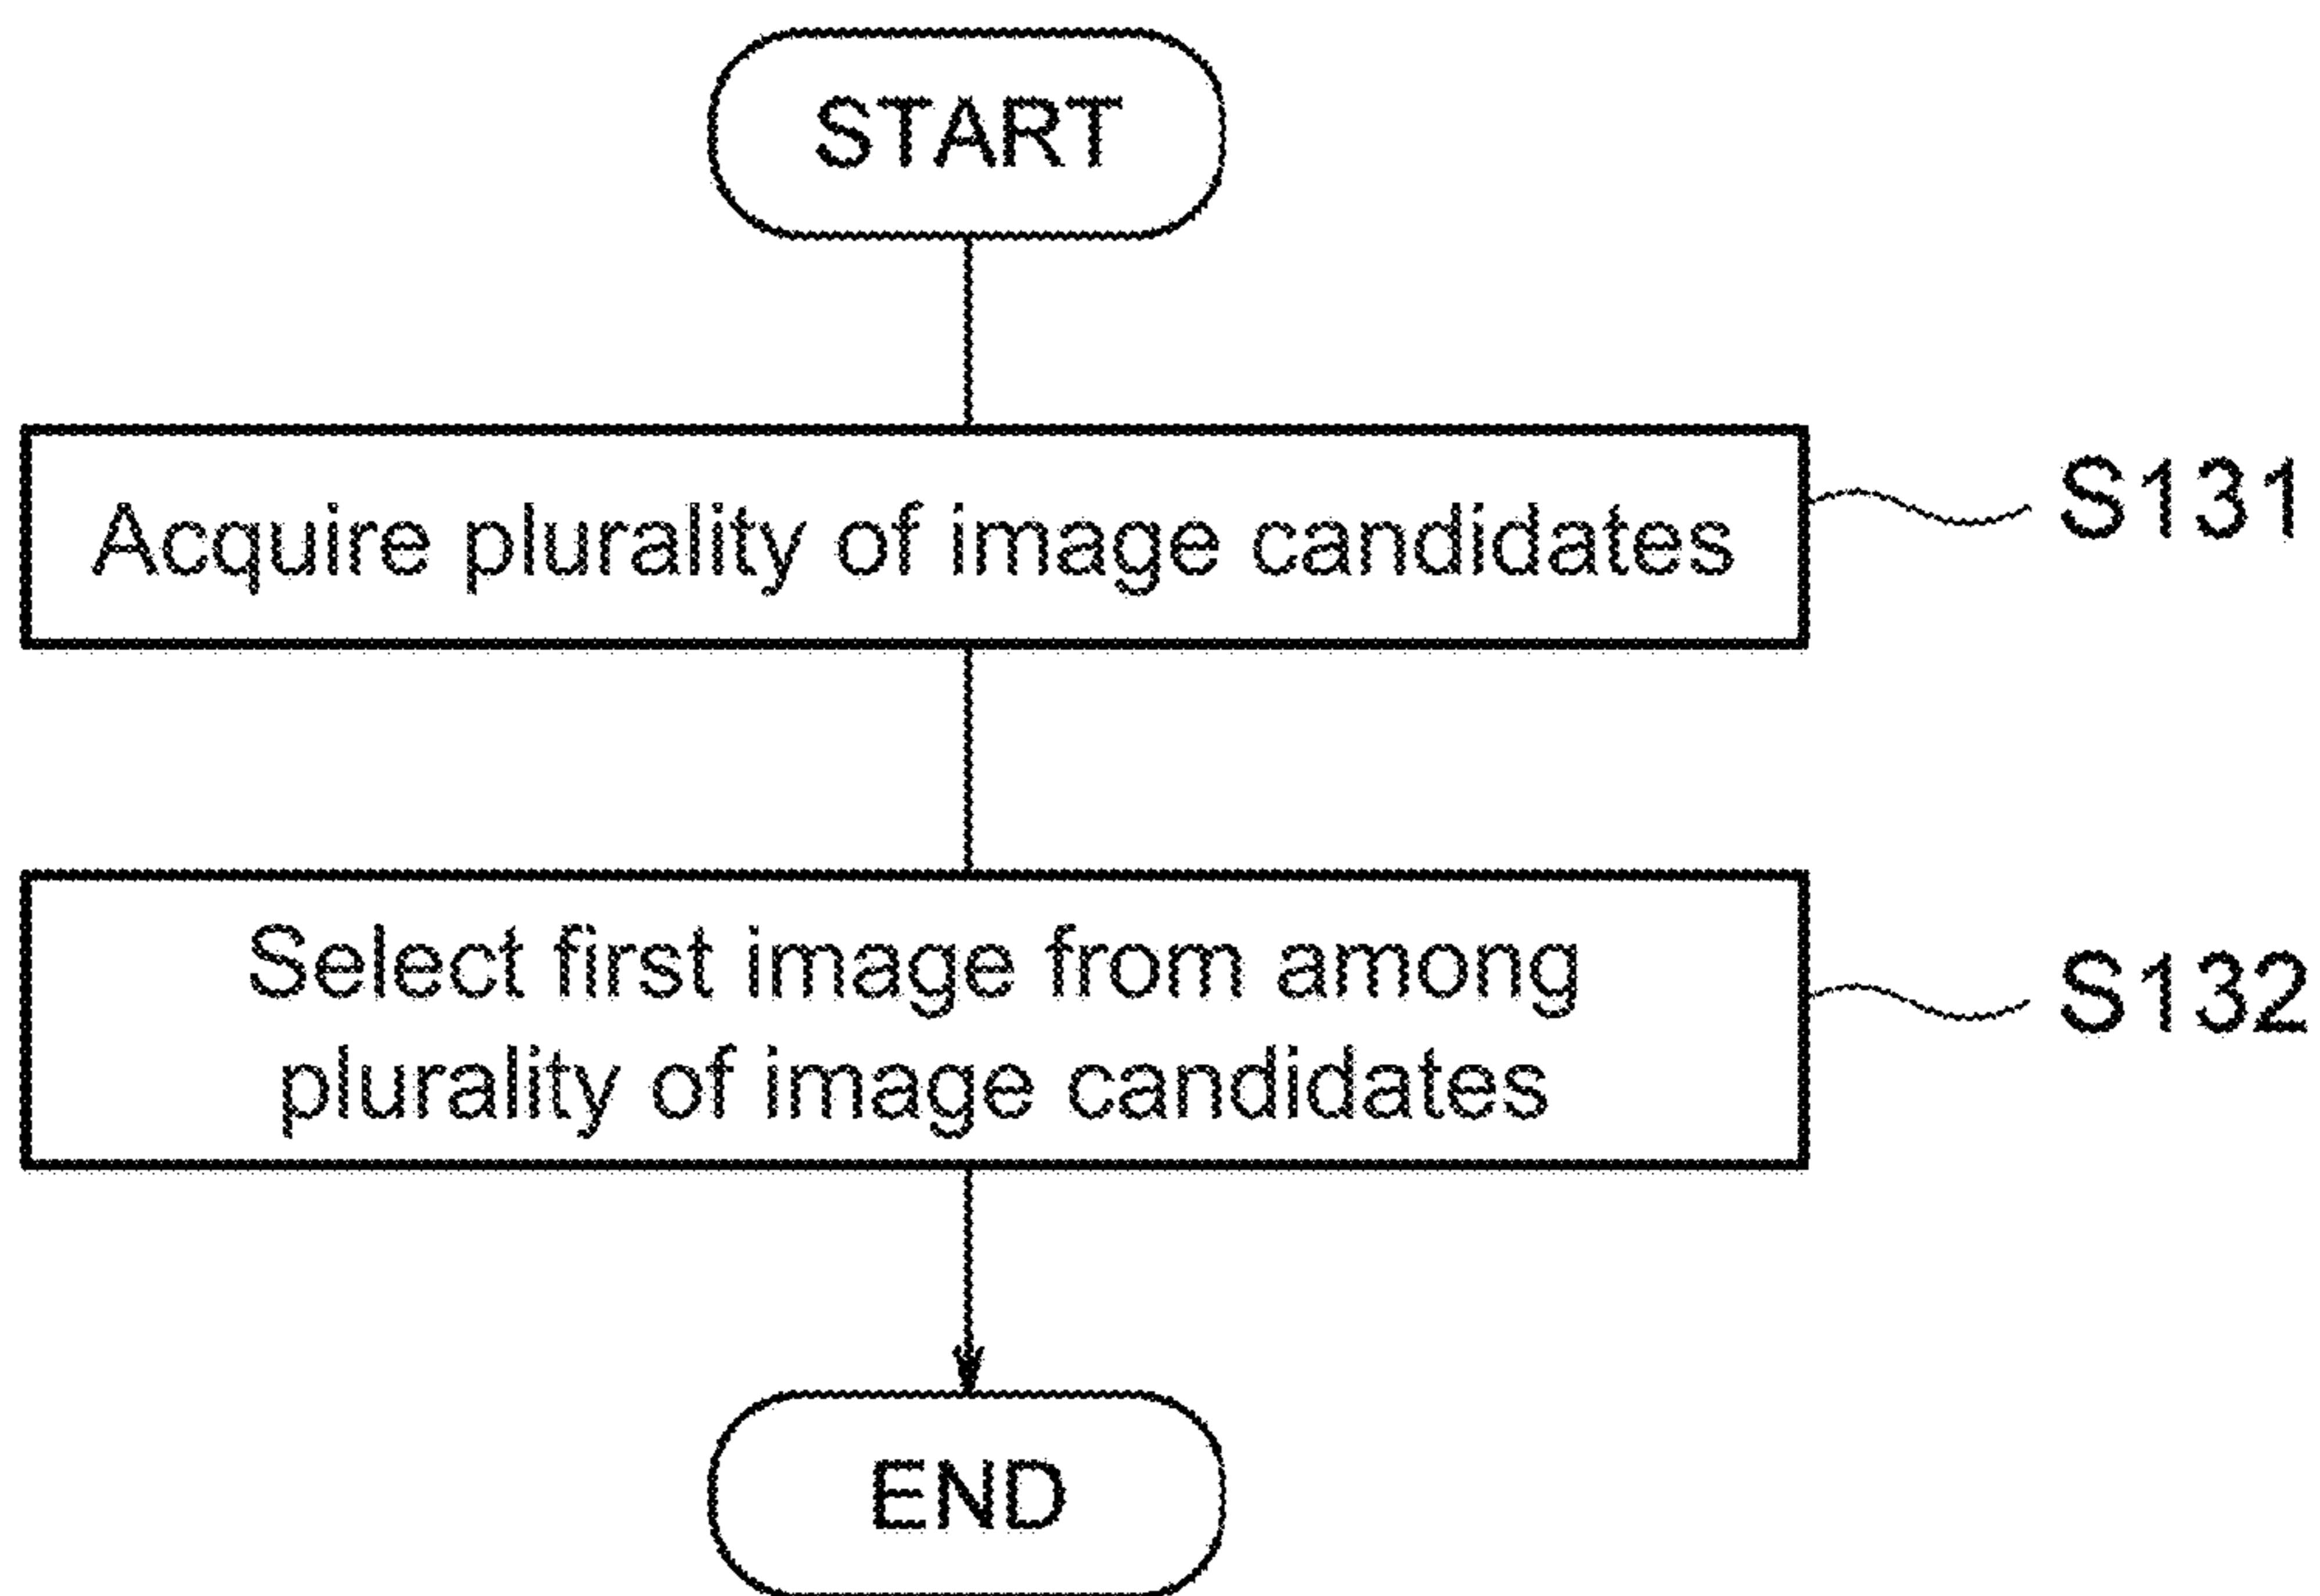 START
Acquire plurality of image candidates
S131
Select first image from among
plurality of image candidates
S132
END